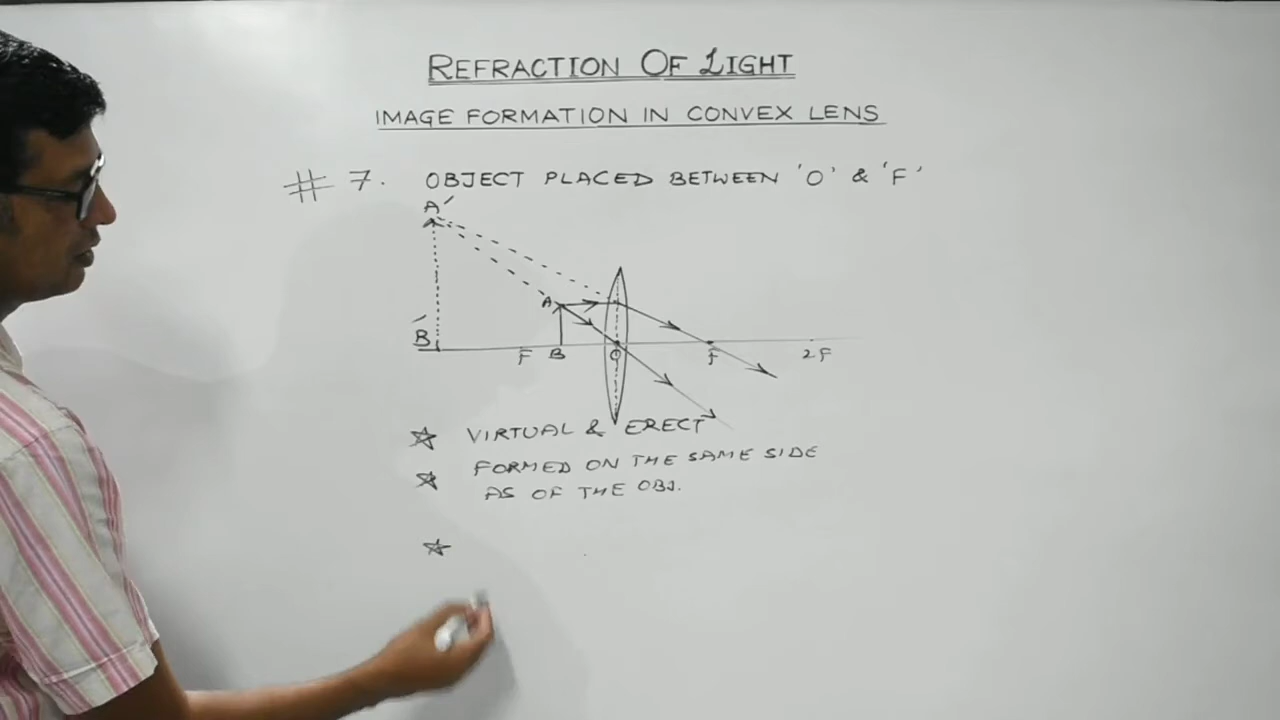 REFRACTION OF LIGHT
IMAGE FORMATION IN CONVEX LENS
# 7. OBJECT PLACED BETWEEN 'O' & 'F'
A'
A
B'
F B O F 2F
VIRTUAL & ERECT
FORMED ON THE SAME SIDE
AS OF THE OBJ.